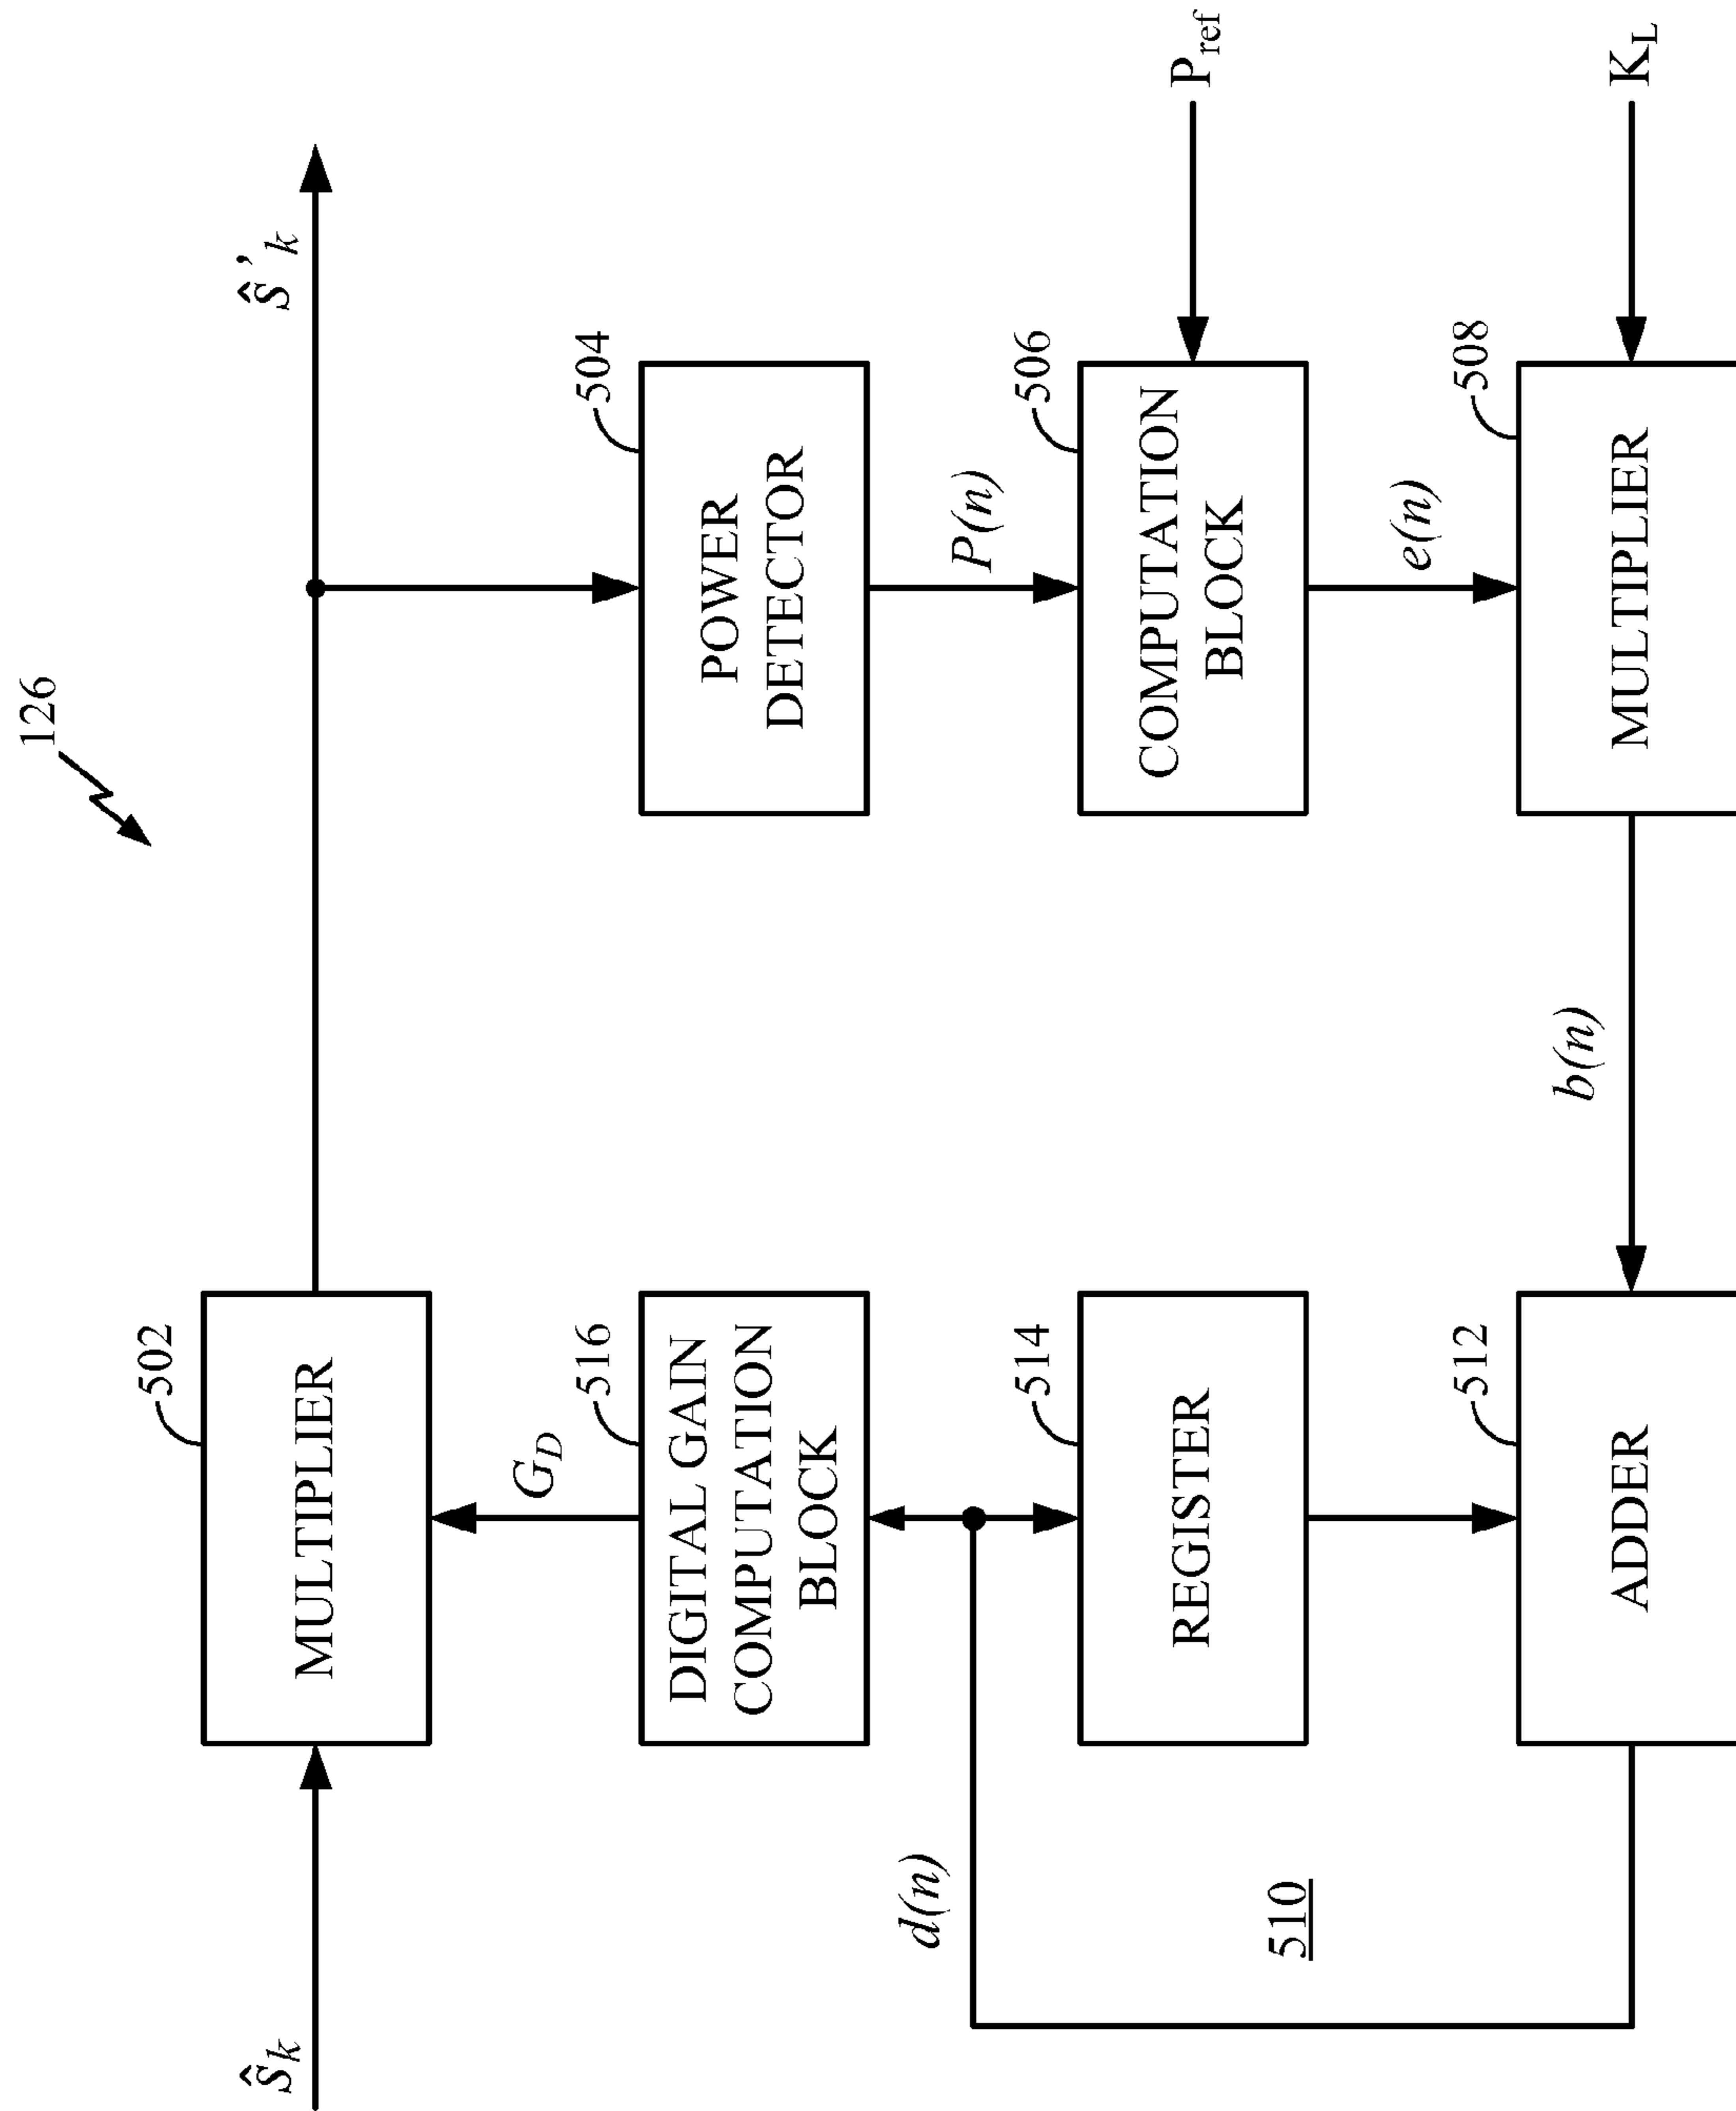 126
ŝk
502
MULTIPLIER
ŝ'k
GD
516
DIGITAL GAIN
COMPUTATION
BLOCK
504
POWER
DETECTOR
d(n)
P(n)
514
REGISTER
506
COMPUTATION
BLOCK
Pref
510
e(n)
512
ADDER
b(n)
508
MULTIPLIER
KL